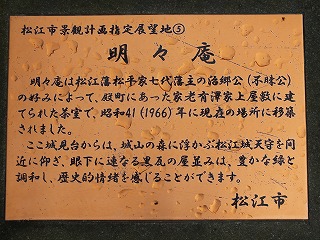 松江市景観計画指定展望地⑤
明々庵
明々庵は松江藩松平家七代藩主の治郷公(不昧公)
の好みによって、殿町にあった家老有澤家上屋敷に建
てられた茶室で、昭和41(1966)年に現在の場所に移築
されました。
ここ城見台からは、城山の森に浮かぶ松江城天守を間
近に仰ぎ、眼下に連なる黒瓦の屋並みは、豊かな緑と
調和し、歴史的情緒を感じることができます。
松江市